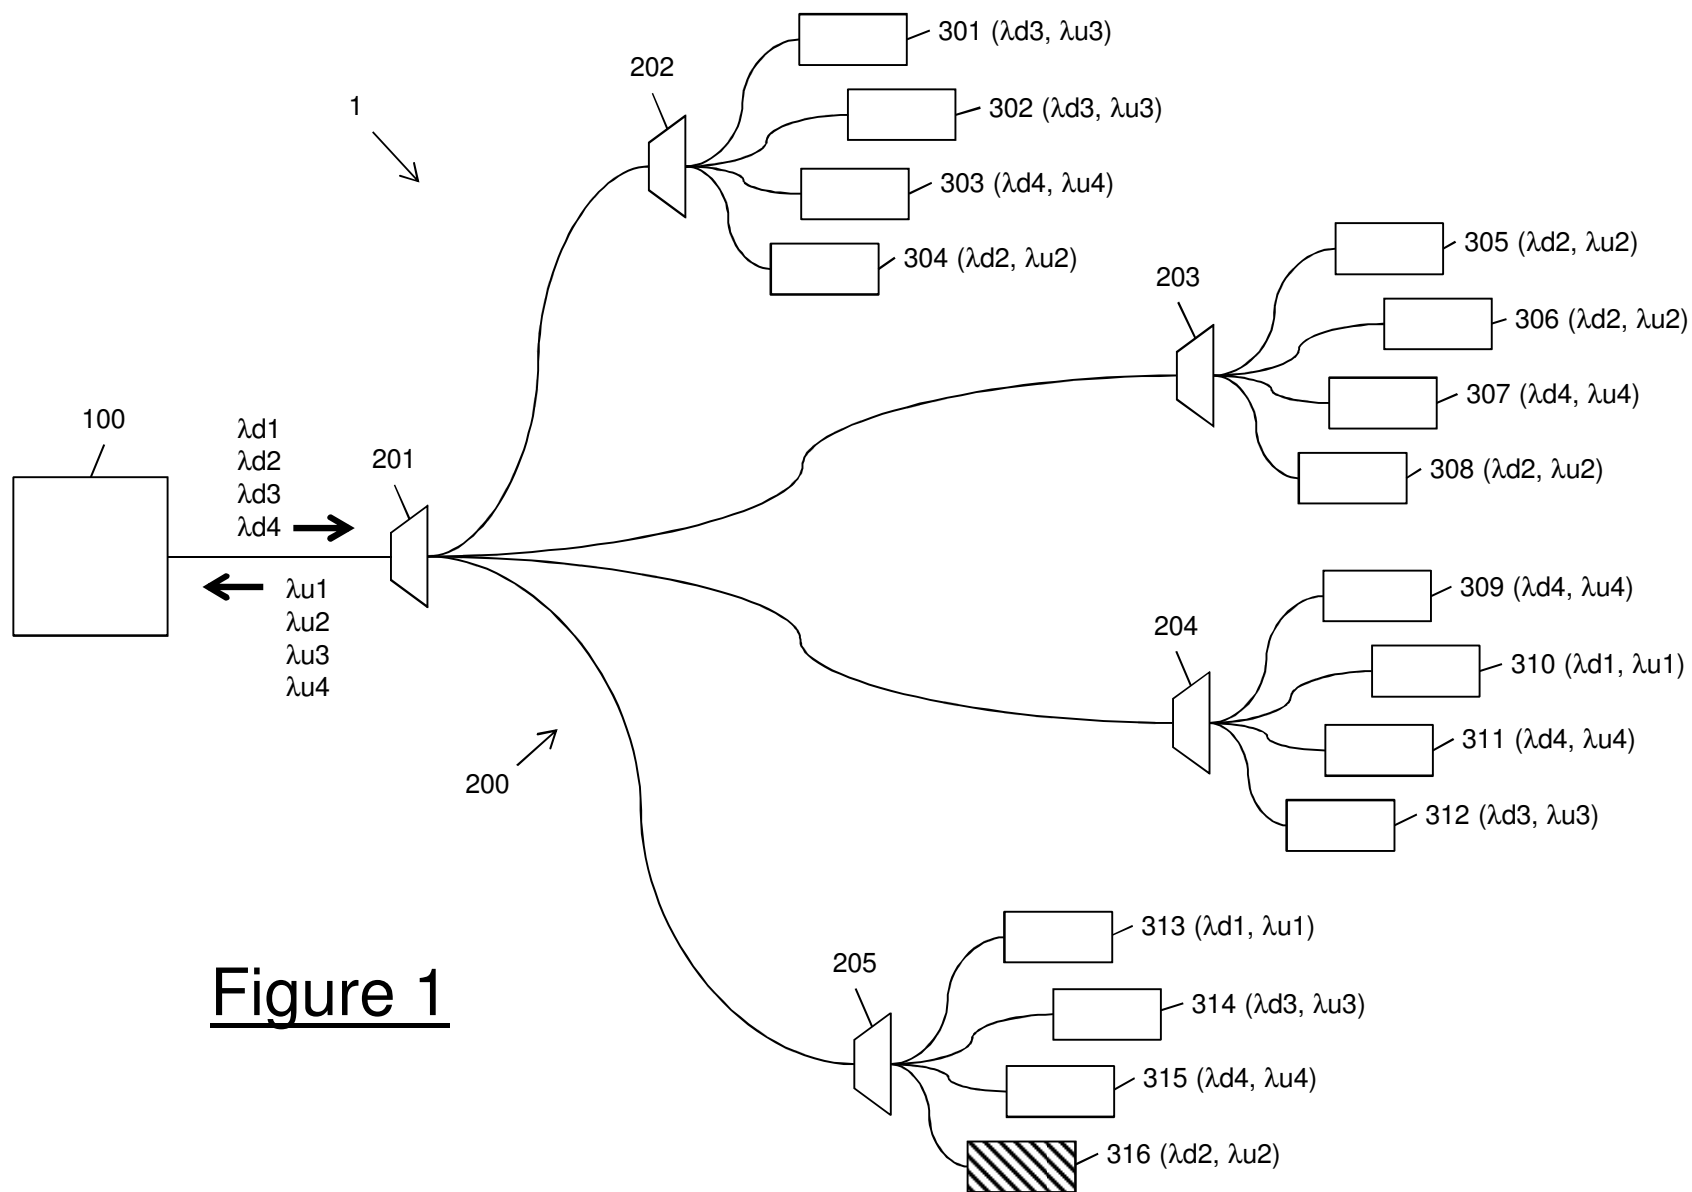 301 (λd3, λu3)
202
1
302 (λd3, λu3)
303 (λd4, λu4)
304 (λd2, λu2)
305 (λd2, λu2)
203
306 (λd2, λu2)
307 (λd4, λu4)
308 (λd2, λu2)
100
λd1
λd2
λd3
λd4
201
λu1
λu2
λu3
λu4
200
309 (λd4, λu4)
204
310 (λd1, λu1)
311 (λd4, λu4)
312 (λd3, λu3)
313 (λd1, λu1)
205
314 (λd3, λu3)
315 (λd4, λu4)
316 (λd2, λu2)
Figure 1